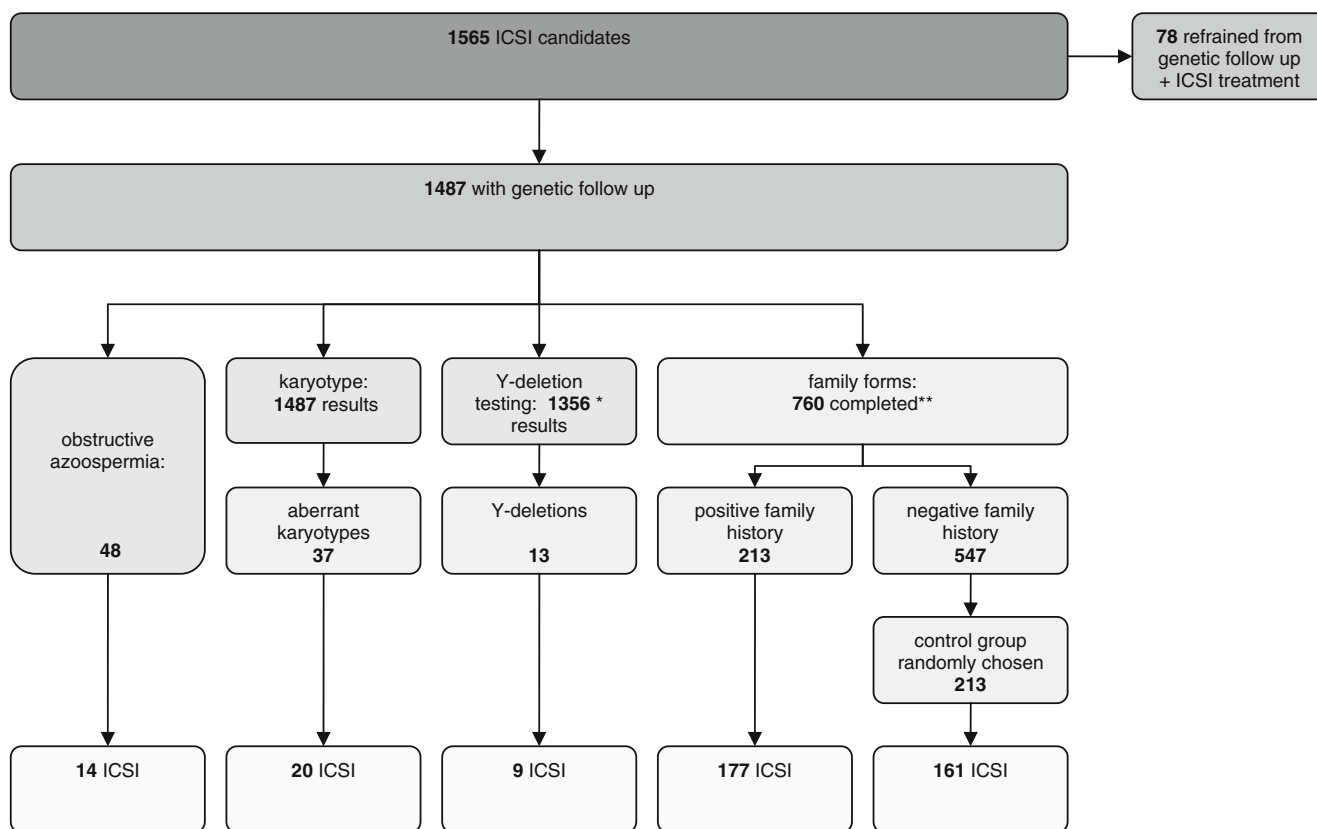 1565 ICSI candidates
78 refrained from
genetic follow up
+ ICSI treatment
1487 with genetic follow up
obstructive
azoospermia:
48
karyotype:
1487 results
Y-deletion
testing: 1356 *
results
family forms:
760 completed**
aberrant
karyotypes
37
Y-deletions
13
positive family
history
213
negative family
history
547
control group
randomly chosen
213
14 ICSI
20 ICSI
9 ICSI
177 ICSI
161 ICSI